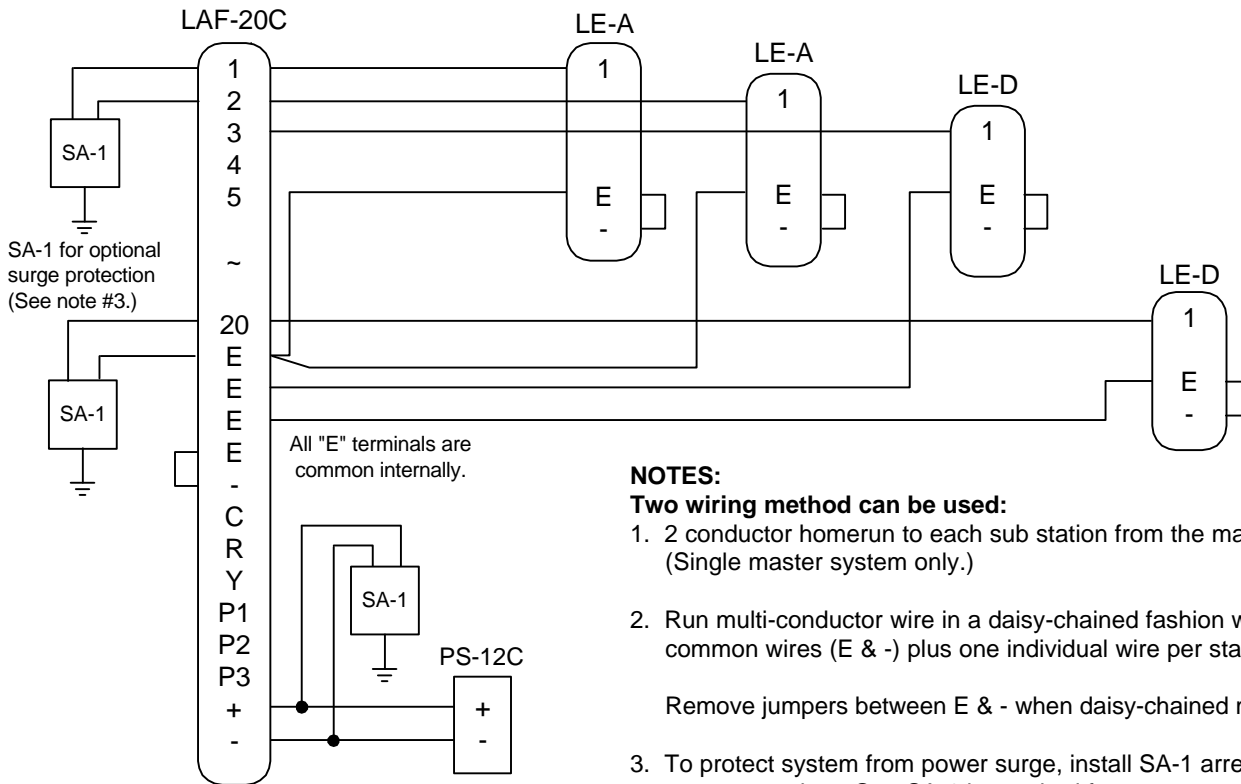 LAF-20C
LE-A
LE-A
LE-D
LE-D
1
2
3
4
5
~
20
E
E
E
E
-
C
R
Y
P1
P2
P3
+
-
1
E
-
1
E
-
1
E
-
1
E
-
SA-1
SA-1 for optional
surge protection
(See note #3.)
SA-1
All "E" terminals are
common internally.
SA-1
PS-12C
+
-
NOTES:
Two wiring method can be used:
1. 2 conductor homerun to each sub station from the ma
(Single master system only.)
2. Run multi-conductor wire in a daisy-chained fashion w
common wires (E & -) plus one individual wire per sta
Remove jumpers between E & - when daisy-chained
3. To protect system from power surge, install SA-1 arre